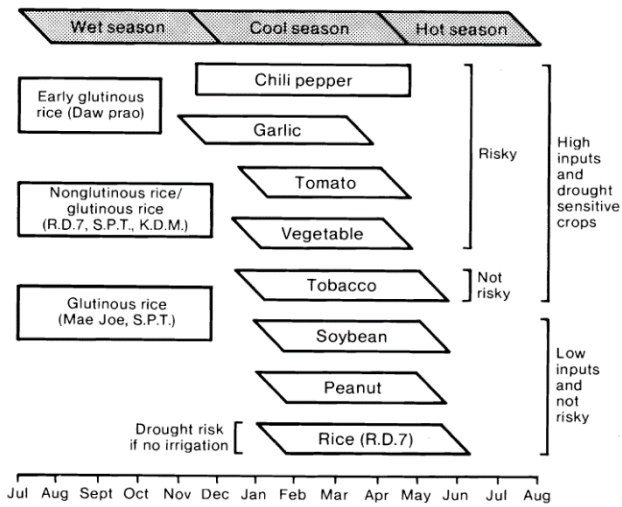 Wet season
Cool season
Hot season
Chili pepper
Early glutinous
rice (Daw prao)
Garlic
Risky
High
inputs
and
drought
sensitive
crops
Tomato
Nonglutinous rice/
glutinous rice
(R.D.7, S.P.T., K.D.M.)
Vegetable
Tobacco
Not
risky
Glutinous rice
(Mae Joe, S.P.T.)
Soybean
Low
inputs
and
not
risky
Peanut
Drought risk
if no irrigation
Rice (R.D.7)
Jul Aug Sept Oct Nov Dec Jan Feb Mar Apr May Jun Jul Aug